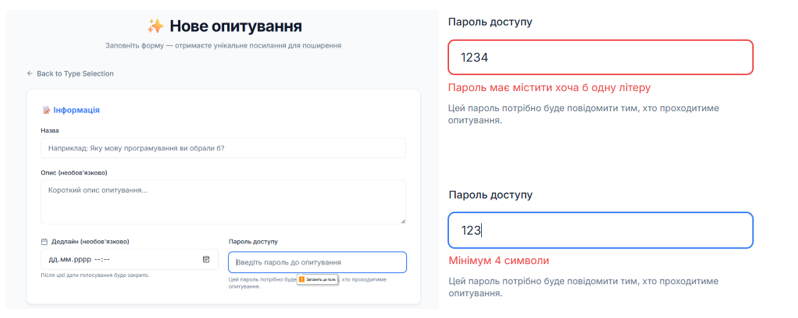 ✨ Нове опитування
Заповніть форму — отримаєте унікальне посилання для поширення
← Back to Type Selection
📝 Інформація
Назва
Наприклад: Яку мову програмування ви обрали б?
Опис (необов'язково)
Короткий опис опитування...
Дедлайн (необов'язково)
дд.мм.рррр --:--
Після цієї дати голосування буде закрито.
Пароль доступу
Введіть пароль до опитування
Цей пароль потрібно буде , хто проходитиме
опитування.
Заповніть це поле.
Пароль доступу
1234
Пароль має містити хоча б одну літеру
Цей пароль потрібно буде повідомити тим, хто проходитиме
опитування.
Пароль доступу
123
Мінімум 4 символи
Цей пароль потрібно буде повідомити тим, хто проходитиме
опитування.